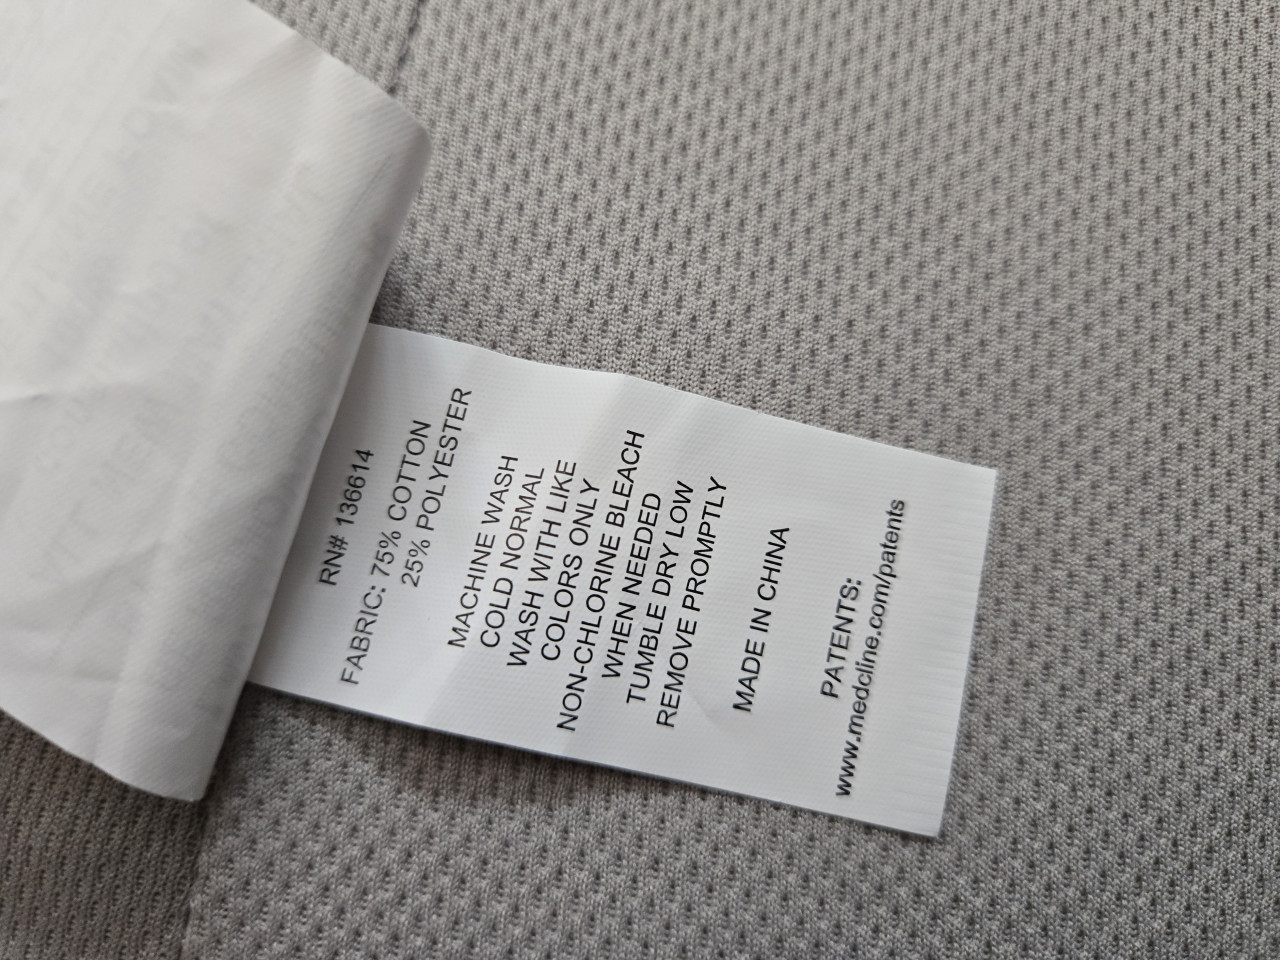 RN# 136614
FABRIC: 75% COTTON
25% POLYESTER
MACHINE WASH
COLD NORMAL
WASH WITH LIKE
COLORS ONLY
NON-CHLORINE BLEACH
WHEN NEEDED
TUMBLE DRY LOW
REMOVE PROMPTLY
MADE IN CHINA
PATENTS:
www.medcline.com/patents